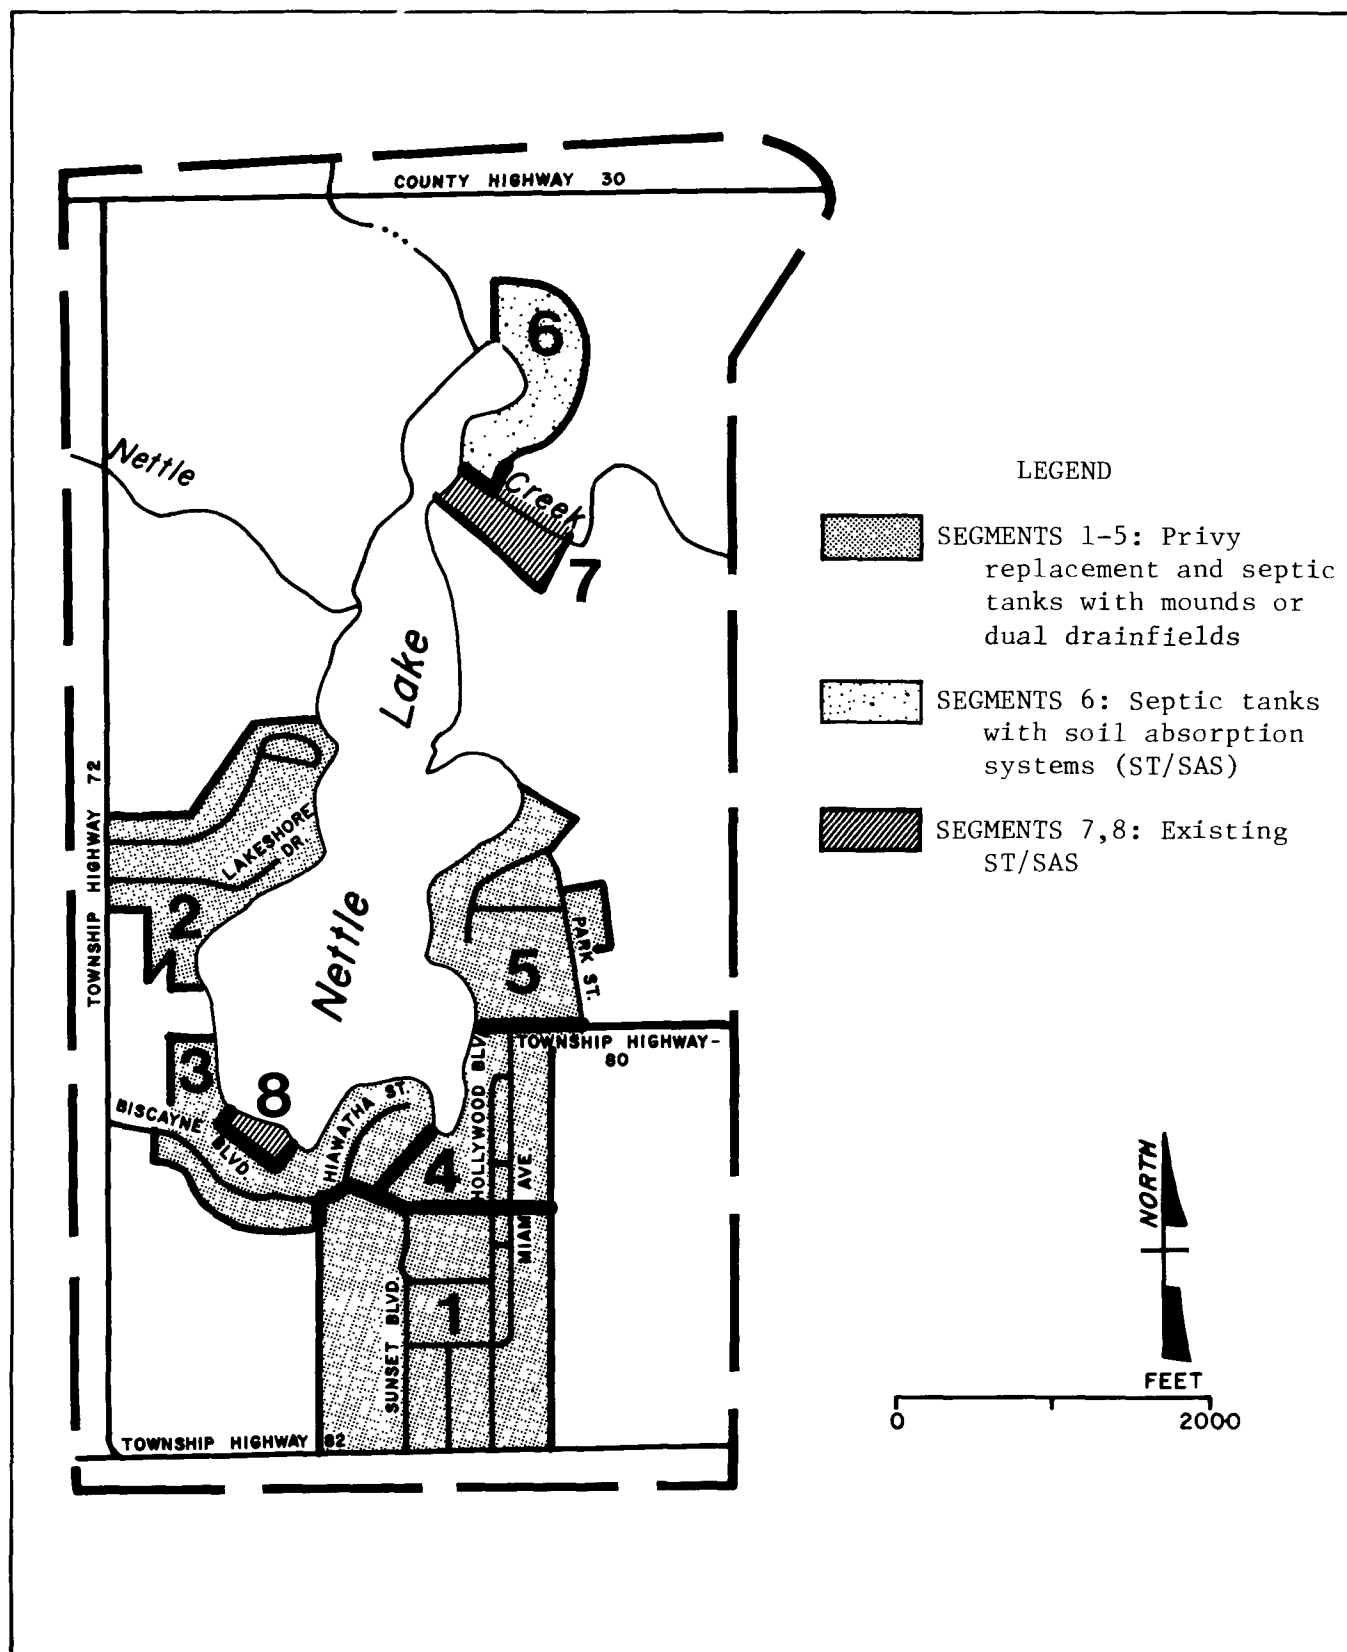 COUNTY HIGHWAY 30
6
Nettle
Creek
7
LEGEND
SEGMENTS 1-5: Privy
replacement and septic
tanks with mounds or
dual drainfields
SEGMENTS 6: Septic tanks
with soil absorption
systems (ST/SAS)
SEGMENTS 7,8: Existing
ST/SAS
Lake
Nettle
TOWNSHIP HIGHWAY 72
LAKESHORE
DR.
2
PARK ST.
5
TOWNSHIP HIGHWAY-
80
3
8
BISCAYNE BLVD.
HIAWATHA ST.
4
HOLLYWOOD BLV
MIAMI AVE.
1
SUNSET BLVD.
TOWNSHIP HIGHWAY 82
NORTH
FEET
0 2000